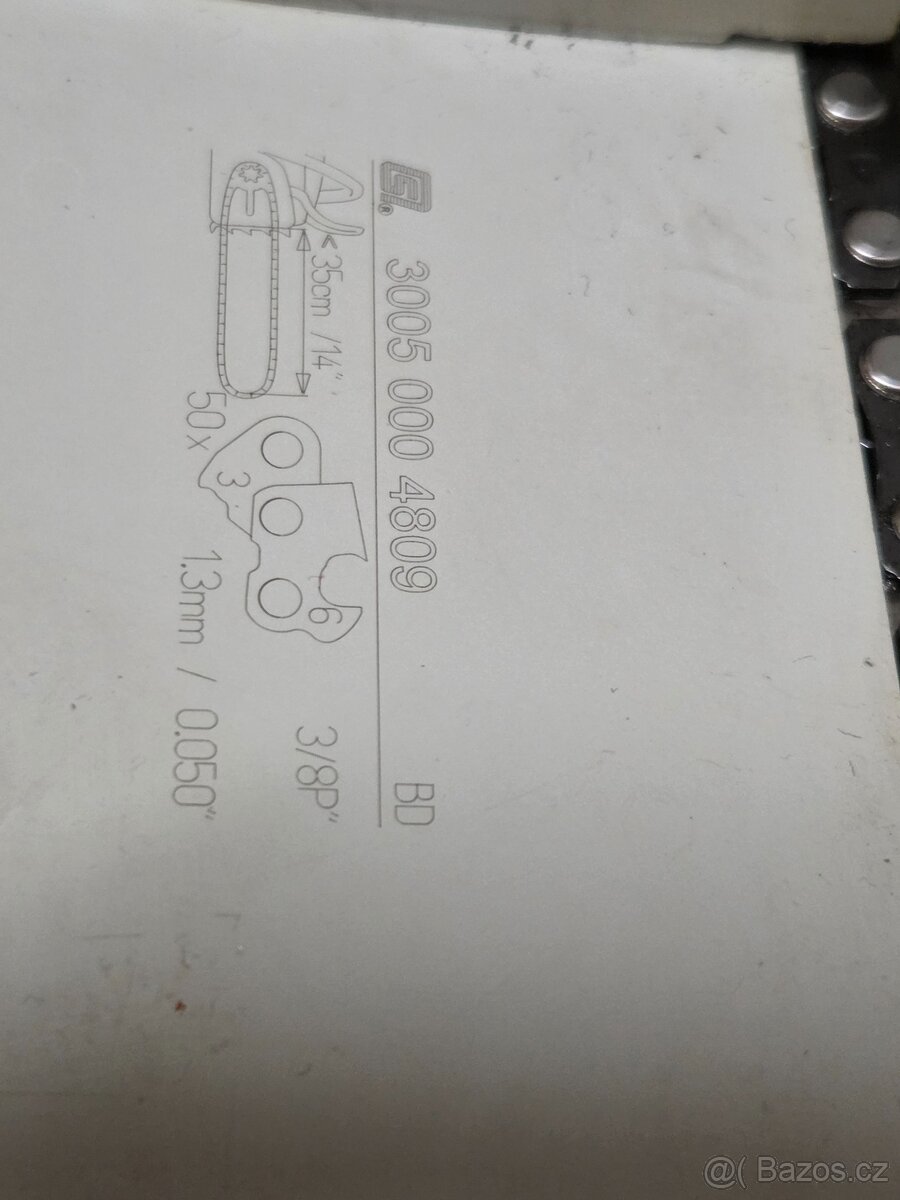 ® 3005 000 4809 BD
< 35cm /14"
3/8P"
6
3
50x 1.3mm / 0.050"
@( Bazos.cz